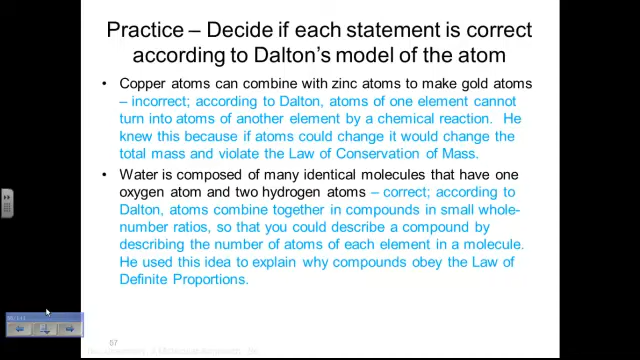 Practice – Decide if each statement is correct
according to Dalton's model of the atom
• Copper atoms can combine with zinc atoms to make gold atoms
– incorrect; according to Dalton, atoms of one element cannot
turn into atoms of another element by a chemical reaction. He
knew this because if atoms could change it would change the
total mass and violate the Law of Conservation of Mass.
• Water is composed of many identical molecules that have one
oxygen atom and two hydrogen atoms – correct; according to
Dalton, atoms combine together in compounds in small whole-
number ratios, so that you could describe a compound by
describing the number of atoms of each element in a molecule.
He used this idea to explain why compounds obey the Law of
Definite Proportions.
57
A Molecular Approach